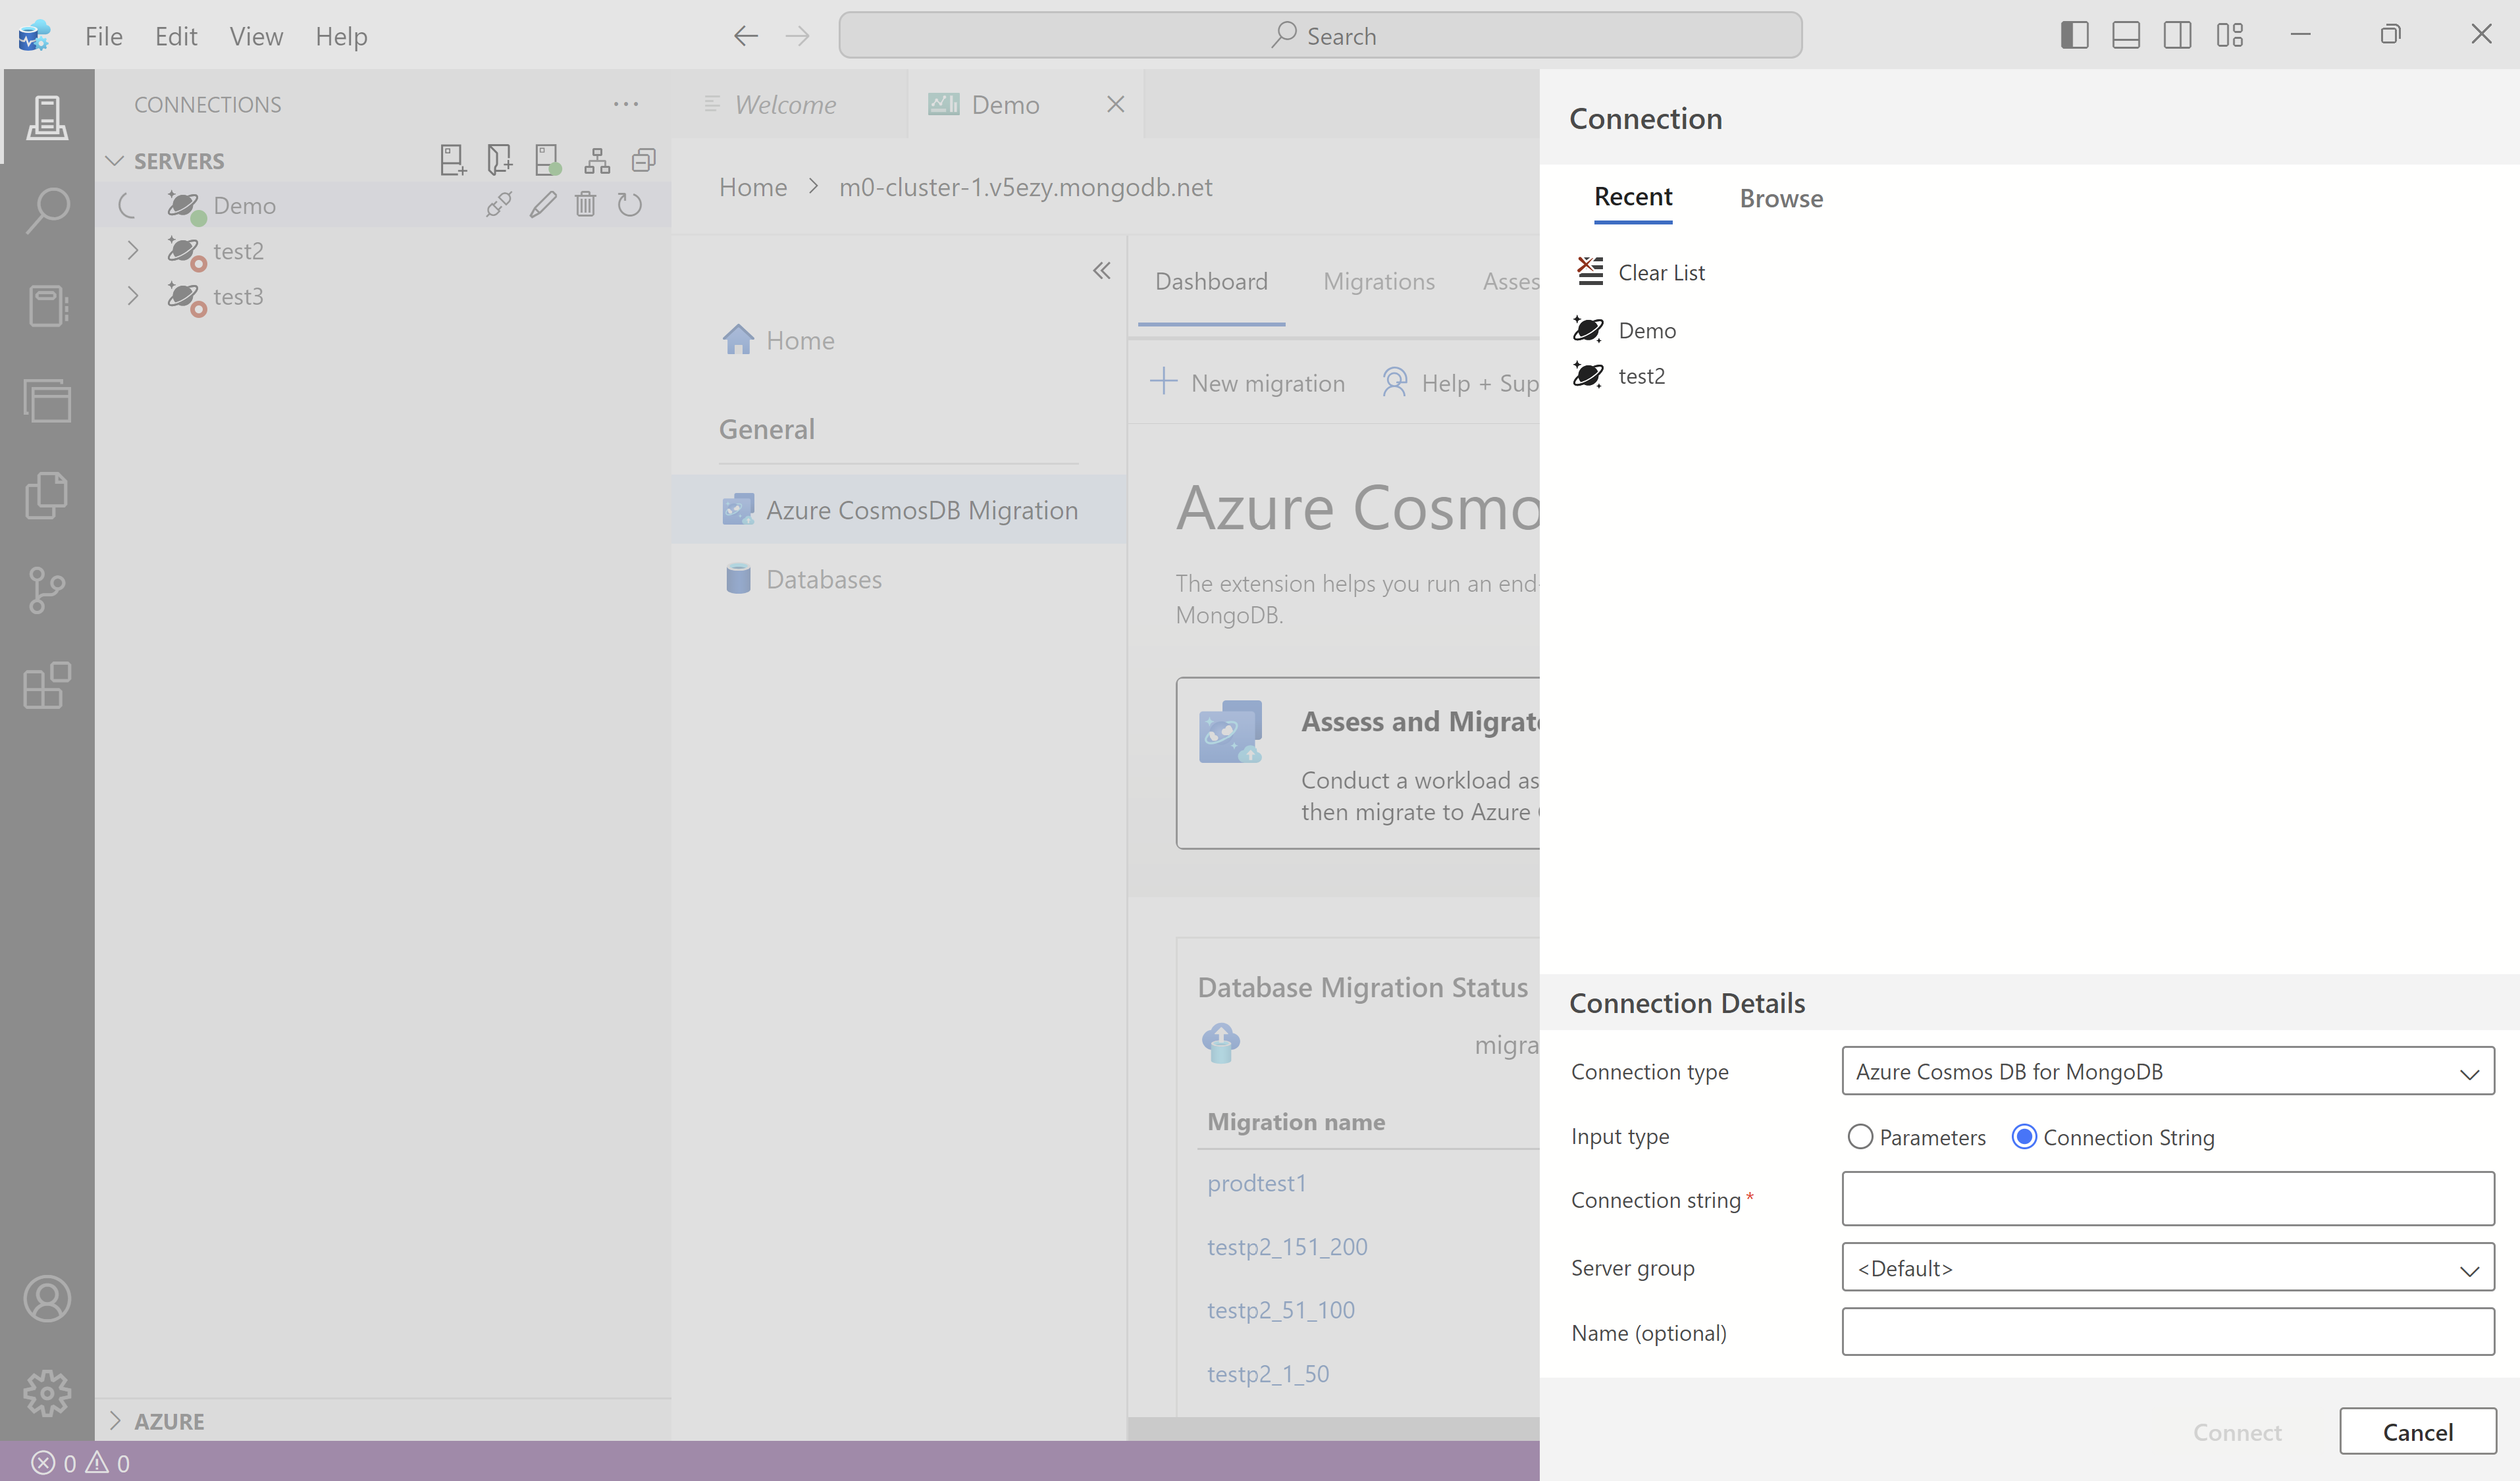 File Edit View Help
Search
CONNECTIONS
SERVERS
Demo
test2
test3
AZURE
0 0
Welcome
Demo
Home > m0-cluster-1.v5ezy.mongodb.net
Home
General
Azure CosmosDB Migration
Databases
Dashboard Migrations Asses
New migration Help + Sup
Azure Cosmo
The extension helps you run an end-
MongoDB.
Assess and Migrate
Conduct a workload as
then migrate to Azure
Database Migration Status
migra
Migration name
prodtest1
testp2_151_200
testp2_51_100
testp2_1_50
Connection
Recent Browse
Clear List
Demo
test2
Connection Details
Connection type Azure Cosmos DB for MongoDB
Input type Parameters Connection String
Connection string*
Server group <Default>
Name (optional)
Connect Cancel